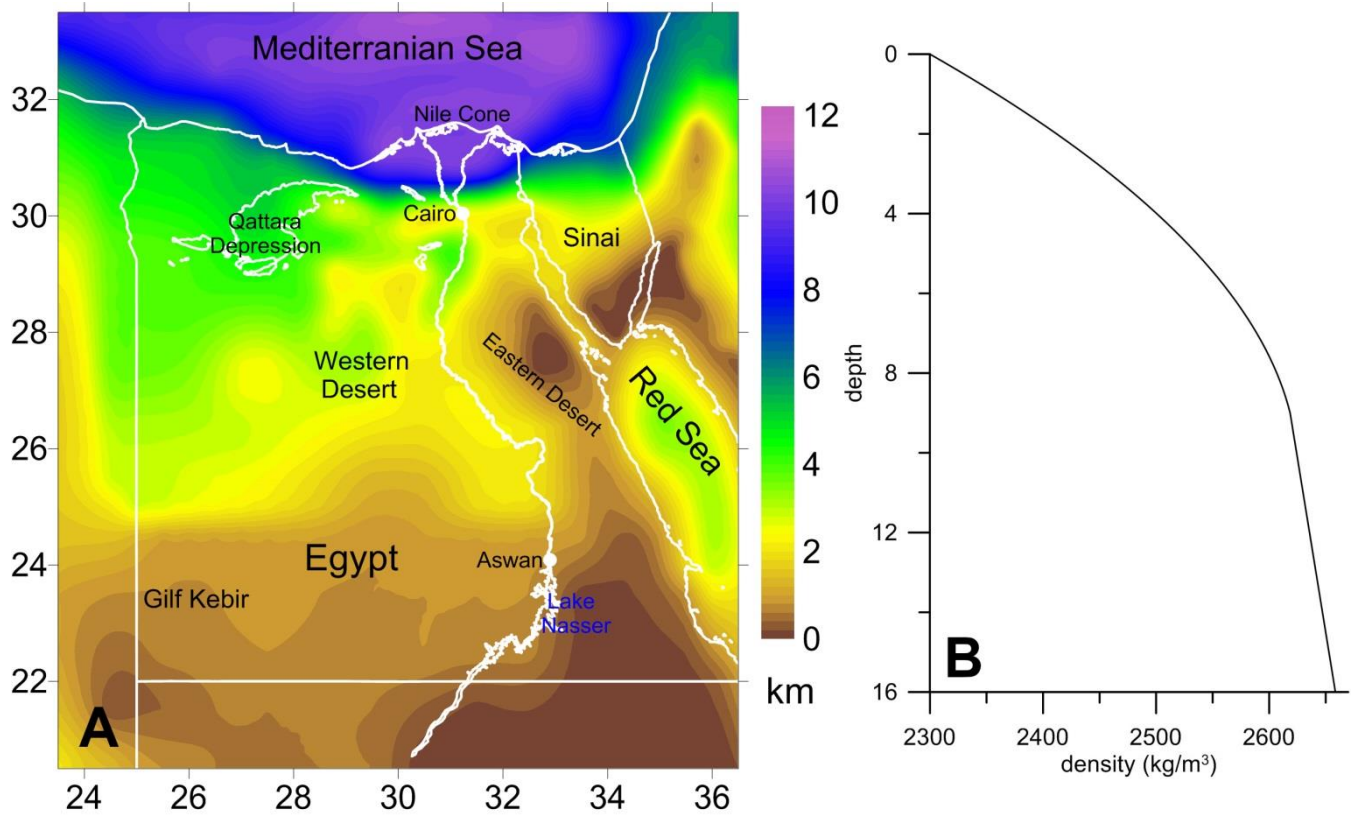 Mediterranian Sea
Nile Cone
32
30
28
26
24
22
Qattara
Depression
Cairo
Sinai
Western
Desert
Eastern Desert
Red Sea
Egypt
Aswan
Gilf Kebir
Lake
Nasser
A
24
26
28
30
32
34
36
12
10
8
6
4
2
0
km
0
4
8
12
16
depth
B
2300
2400
2500
2600
density (kg/m³)